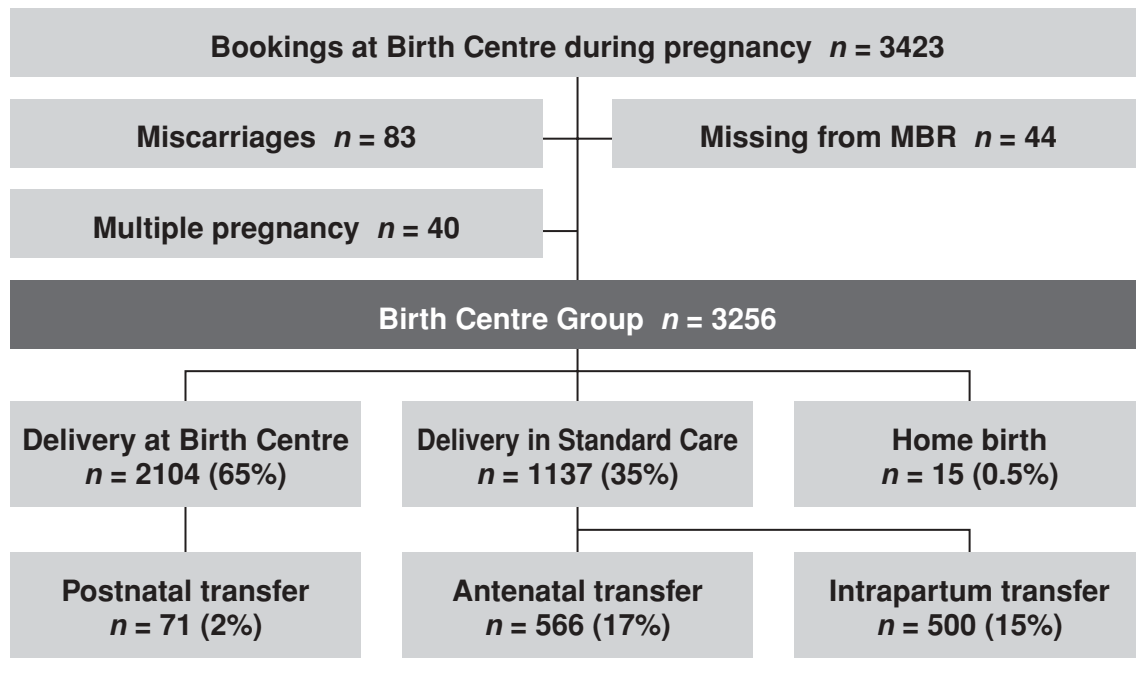 Bookings at Birth Centre during pregnancy n = 3423
Miscarriages n = 83
Missing from MBR n = 44
Multiple pregnancy n = 40
Birth Centre Group n = 3256
Delivery at Birth Centre
n = 2104 (65%)
Delivery in Standard Care
n = 1137 (35%)
Home birth
n = 15 (0.5%)
Postnatal transfer
n = 71 (2%)
Antenatal transfer
n = 566 (17%)
Intrapartum transfer
n = 500 (15%)